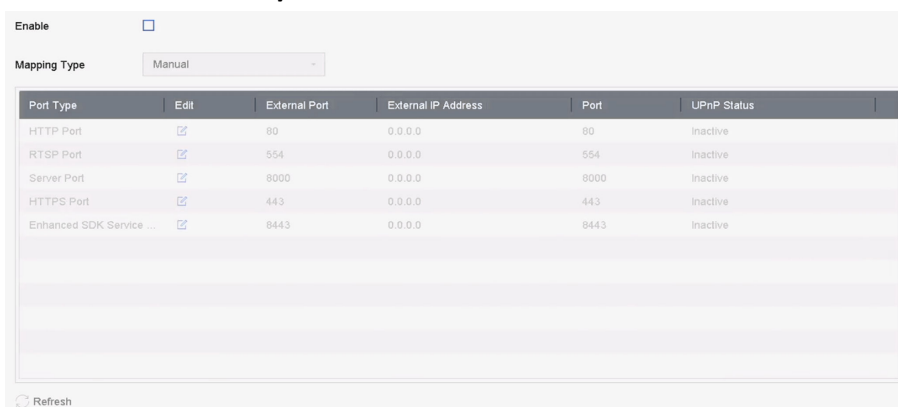 Enable
Mapping Type Manual
Port Type Edit External Port External IP Address Port UPnP Status
HTTP Port 80 0.0.0.0 80 Inactive
RTSP Port 554 0.0.0.0 554 Inactive
Server Port 8000 0.0.0.0 8000 Inactive
HTTPS Port 443 0.0.0.0 443 Inactive
Enhanced SDK Service ... 8443 0.0.0.0 8443 Inactive
Refresh